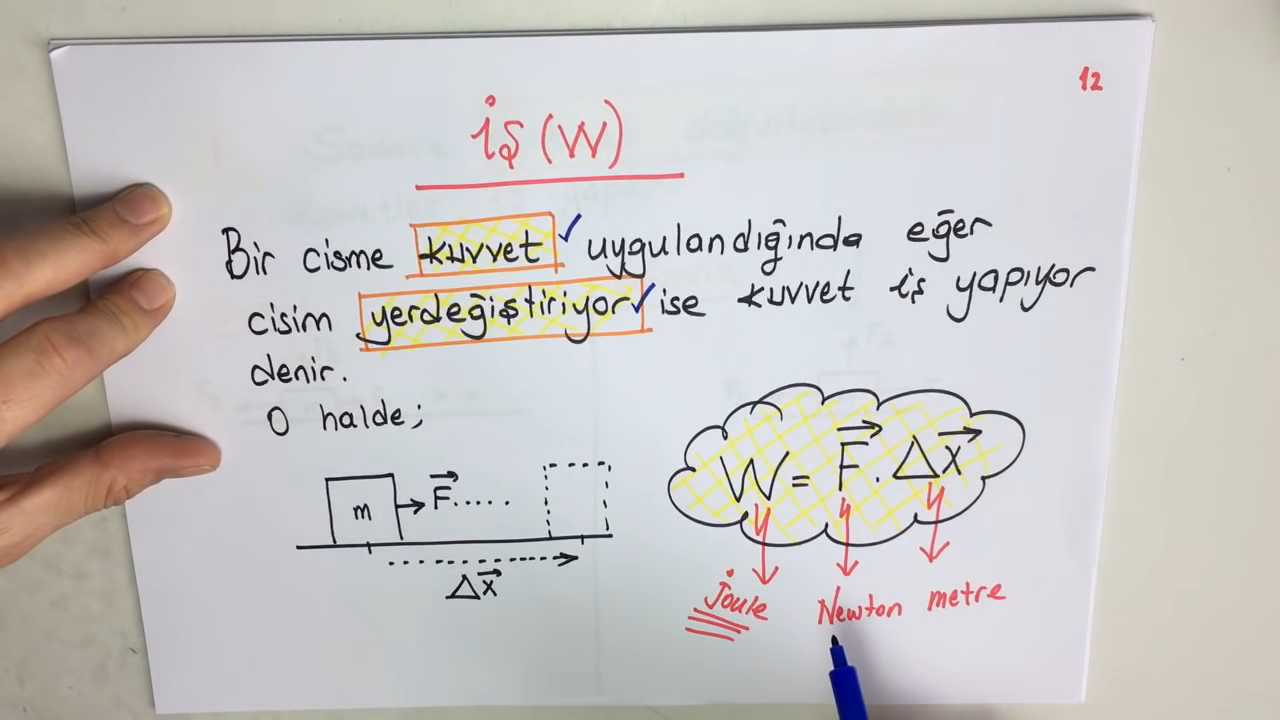 12
iş (W)
Bir cisme kuvvet uygulandığında eğer
cisim yerdeğiştiriyor ise kuvvet iş yapıyor
denir.
O halde;
W = F . Δx
m F.....
Δx
Joule Newton metre